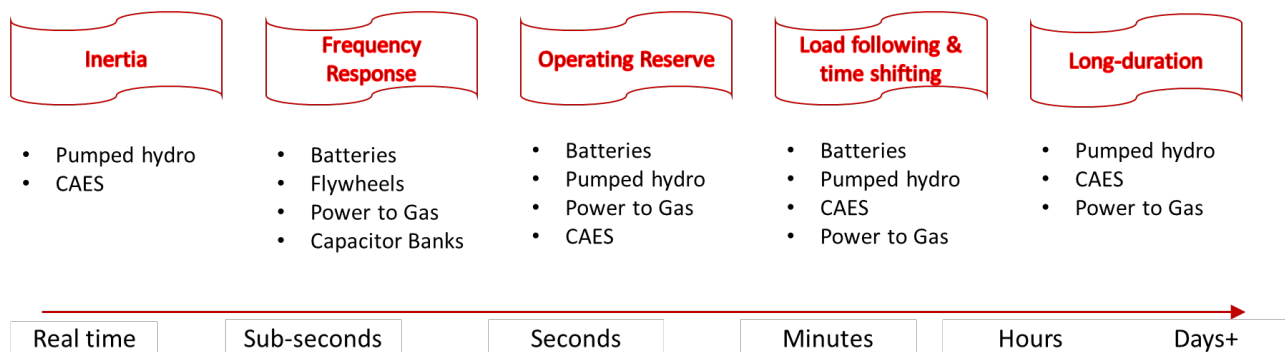 Inertia
Frequency
Response
Operating Reserve
Load following &
time shifting
Long-duration
• Pumped hydro
• CAES
• Batteries
• Flywheels
• Power to Gas
• Capacitor Banks
• Batteries
• Pumped hydro
• Power to Gas
• CAES
• Batteries
• Pumped hydro
• CAES
• Power to Gas
• Pumped hydro
• CAES
• Power to Gas
Real time
Sub-seconds
Seconds
Minutes
Hours
Days+